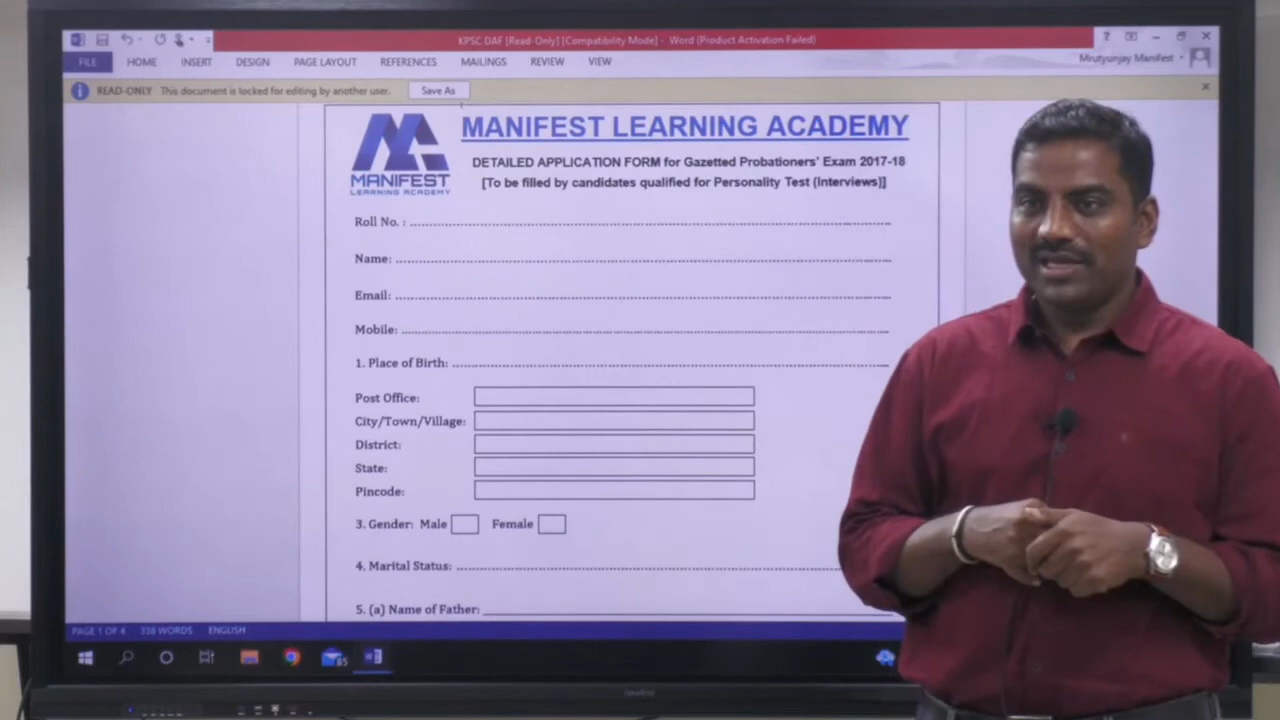 KPSC DAF [Read-Only] [Compatibility Mode] - Word (Product Activation Failed)
FILE HOME INSERT DESIGN PAGE LAYOUT REFERENCES MAILINGS REVIEW VIEW
Mrutyunjay Manifest
READ-ONLY This document is locked for editing by another user. Save As
MANIFEST
LEARNING ACADEMY
MANIFEST LEARNING ACADEMY
DETAILED APPLICATION FORM for Gazetted Probationers' Exam 2017-18
[To be filled by candidates qualified for Personality Test (Interviews)]
Roll No. :
Name:
Email:
Mobile:
1. Place of Birth:
Post Office:
City/Town/Village:
District:
State:
Pincode:
3. Gender: Male Female
4. Marital Status:
5. (a) Name of Father:
PAGE 1 OF 4 338 WORDS ENGLISH
85